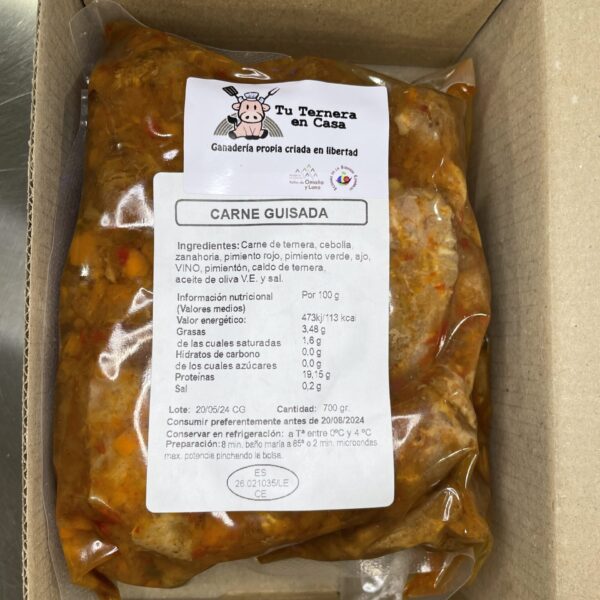 Tu Ternera
en Casa
Ganadería propia criada en libertad
Valles de Omaña
y Luna
CARNE GUISADA
Ingredientes: Carne de ternera, cebolla,
zanahoria, pimiento rojo, pimiento verde, ajo,
VINO, pimientón, caldo de ternera,
aceite de oliva V.E. y sal.
Información nutricional Por 100 g
(Valores medios)
Valor energético: 473kj/113 kcal
Grasas 3,48 g
de las cuales saturadas 1,6 g
Hidratos de carbono 0,0 g
de los cuales azúcares 0,0 g
Proteínas 19,15 g
Sal 0,2 g
Lote: 20/05/24 CG Cantidad: 700 gr.
Consumir preferentemente antes de 20/08/2024
Conservar en refrigeración: a Tª entre 0ºC y 4 ºC
Preparación: 8 min. baño maría a 85º o 2 min. microondas
max. potencia pinchando la bolsa.
ES
26.021035/LE
CE